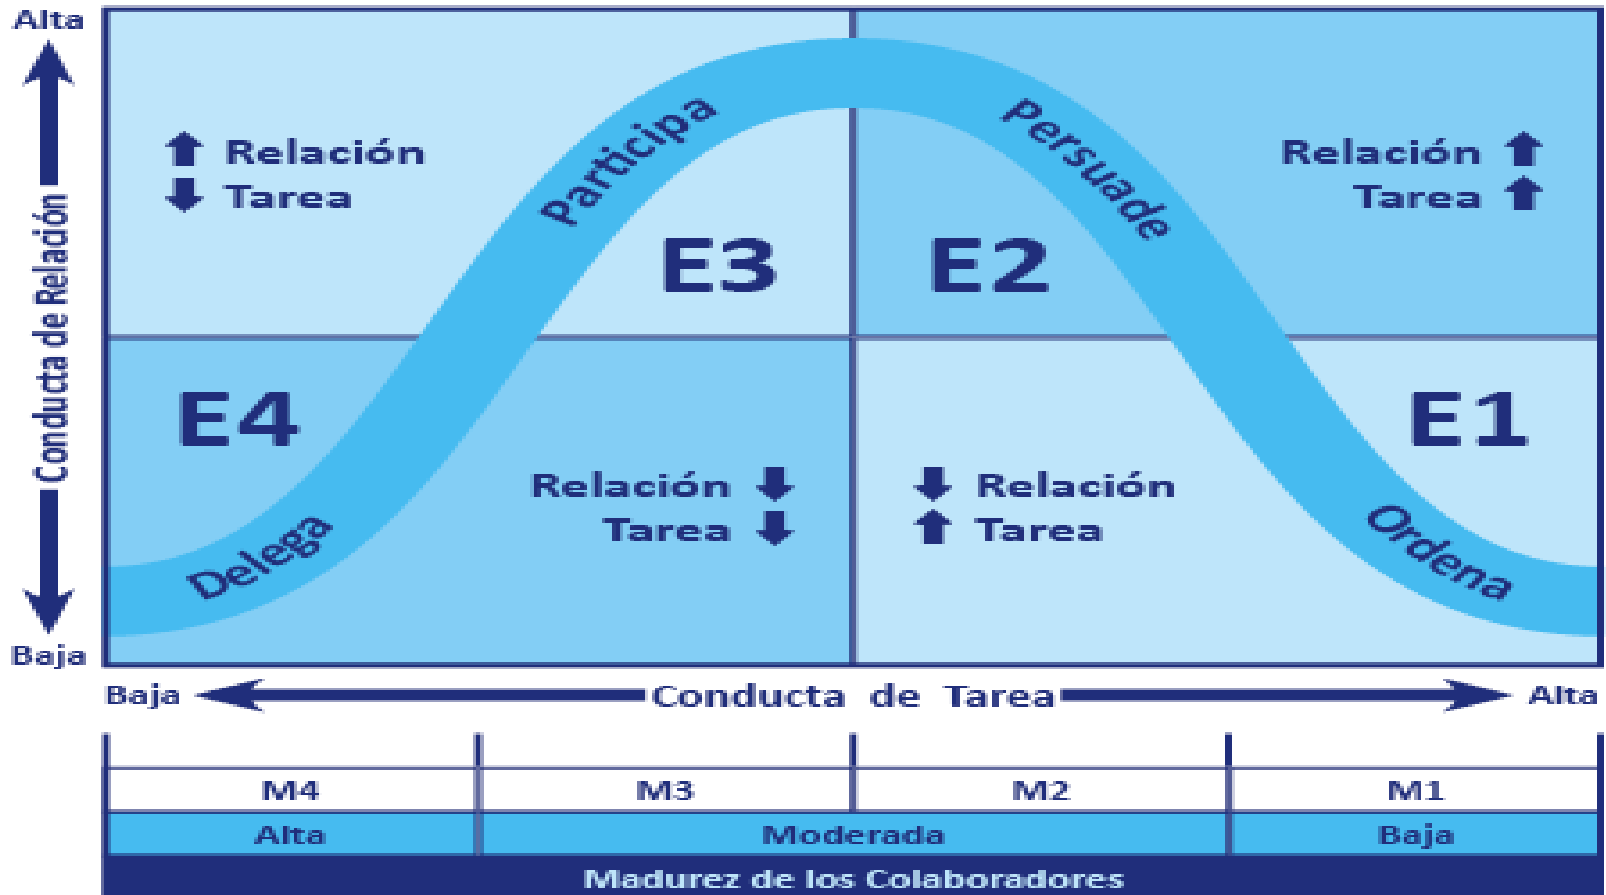 Alta
Conducta de Relación
Baja
Relación
Tarea
Participa
E3
Persuade
E2
Relación
Tarea
E4
Delega
Relación
Tarea
Relación
Tarea
E1
Ordena
Baja Conducta de Tarea Alta
M4 M3 M2 M1
Alta Moderada Baja
Madurez de los Colaboradores